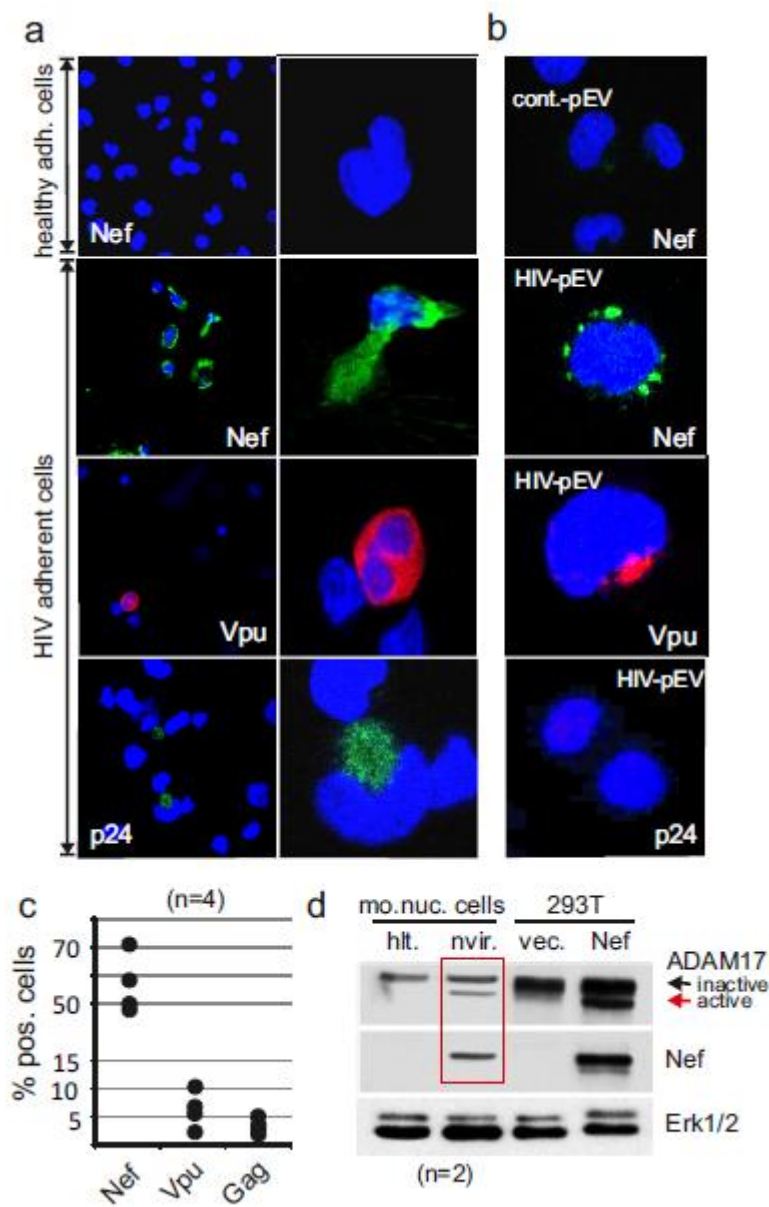 a
b
healthy adh. cells
Nef
cont.-pEV
Nef
HIV adherent cells
Nef
HIV-pEV
Nef
Vpu
HIV-pEV
Vpu
p24
HIV-pEV
p24
c
(n=4)
% pos. cells
70
50
15
10
5
Nef
Vpu
Gag
d
mo.nuc. cells
293T
hlt.
nvir.
vec.
Nef
ADAM17
inactive
active
Nef
Erk1/2
(n=2)